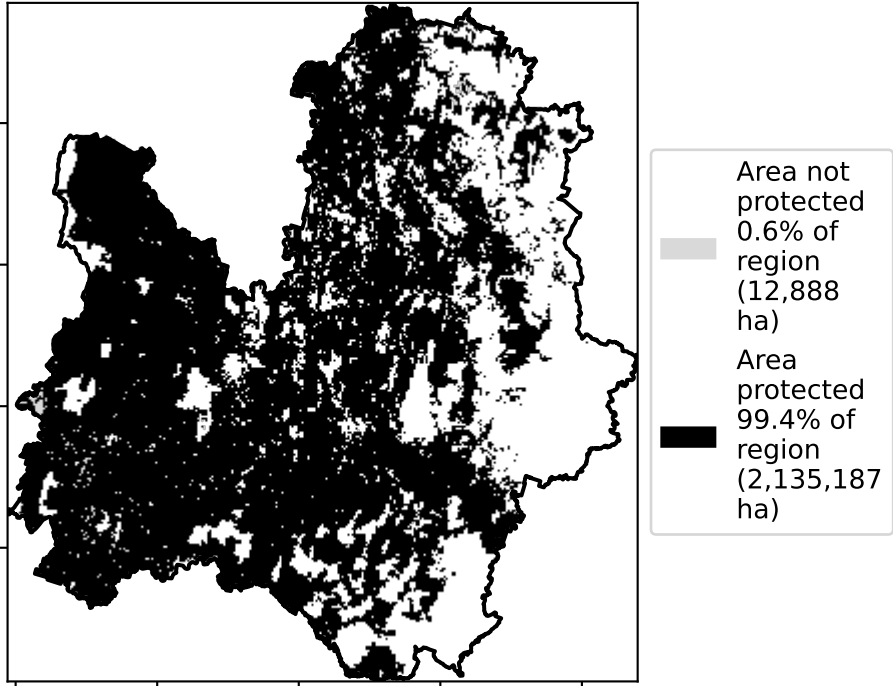 Area not
protected
0.6% of
region
(12,888
ha)
Area
protected
99.4% of
region
(2,135,187
ha)